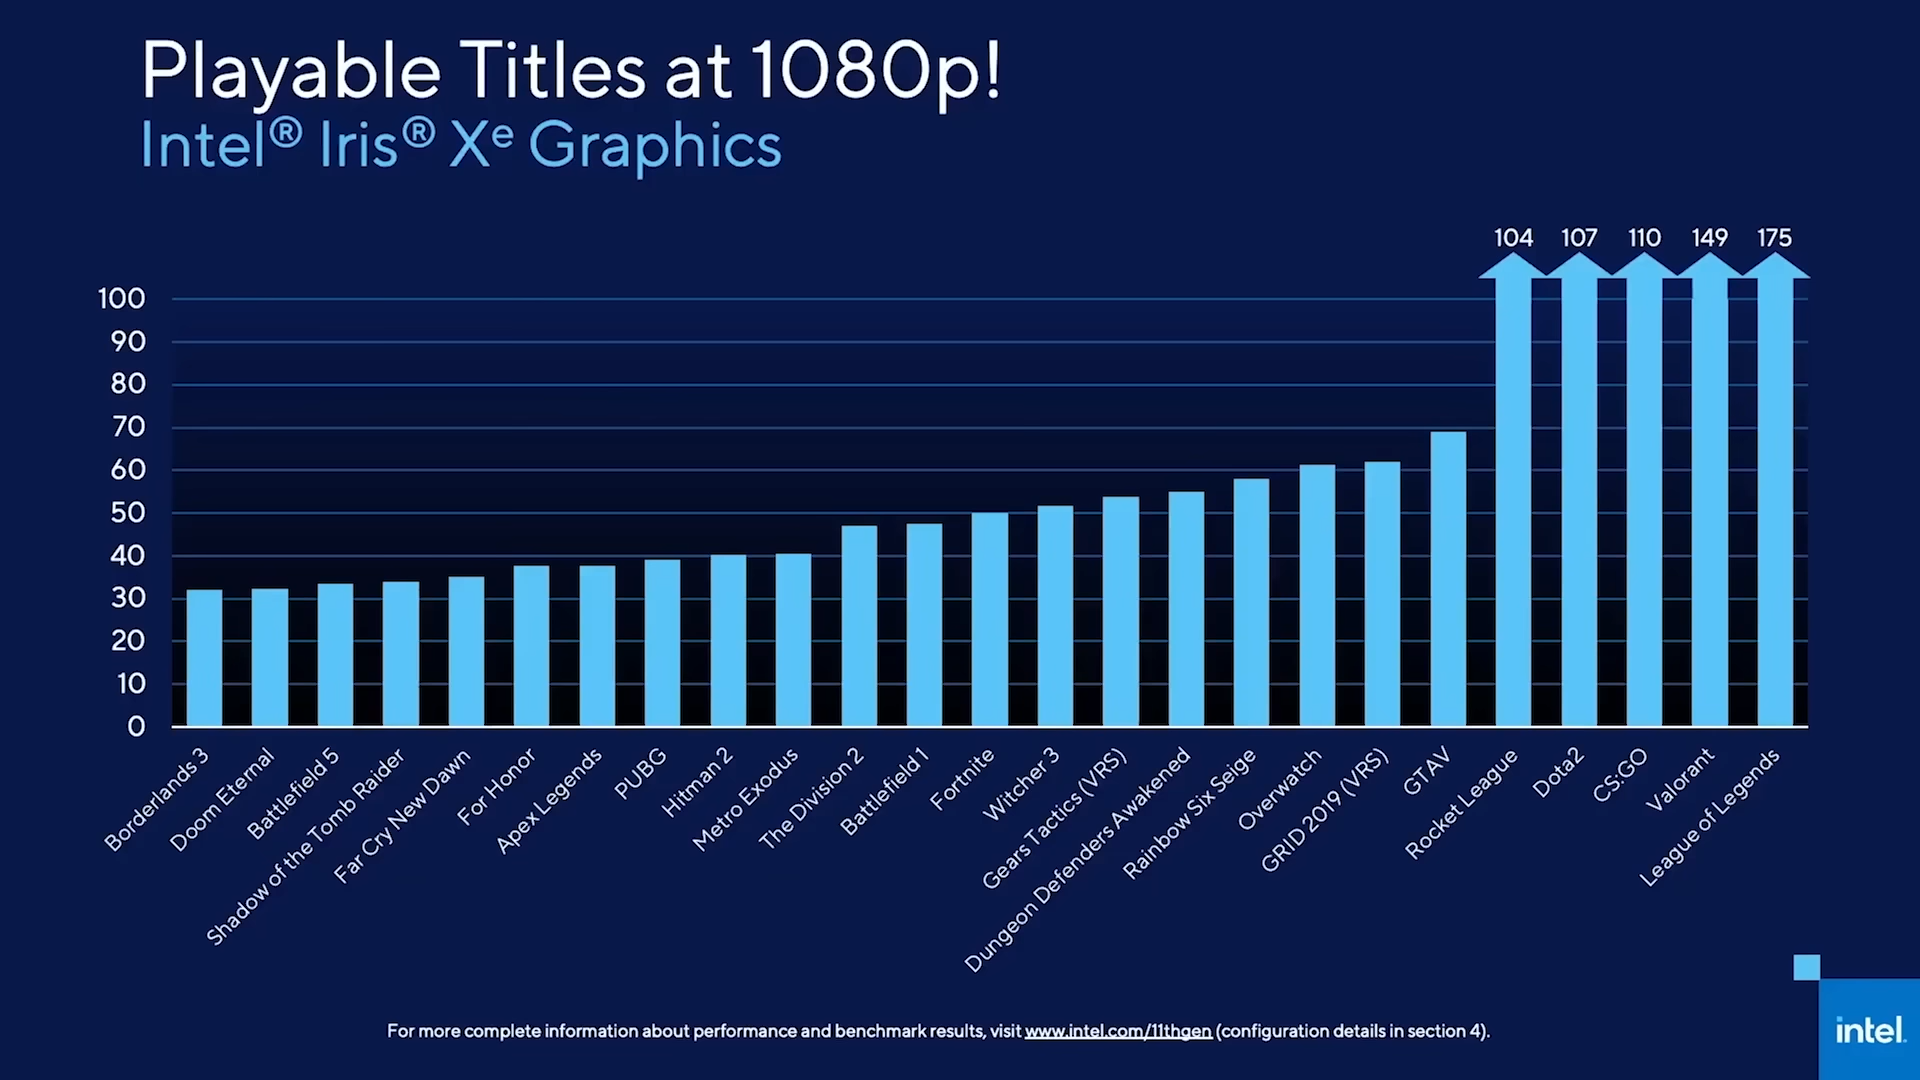 Playable Titles at 1080p!
Intel® Iris® Xe Graphics
104 107 110 149 175
100
90
80
70
60
50
40
30
20
10
0
Borderlands 3
Doom Eternal
Battlefield 5
Shadow of the Tomb Raider
Far Cry New Dawn
For Honor
Apex Legends
PUBG
Hitman 2
Metro Exodus
The Division 2
Battlefield 1
Fortnite
Witcher 3
Gears Tactics (VRS)
Dungeon Defenders Awakened
Rainbow Six Seige
Overwatch
GRID 2019 (VRS)
GTAV
Rocket League
Dota2
CS:GO
Valorant
League of Legends
For more complete information about performance and benchmark results, visit www.intel.com/11thgen (configuration details in section 4).
intel.